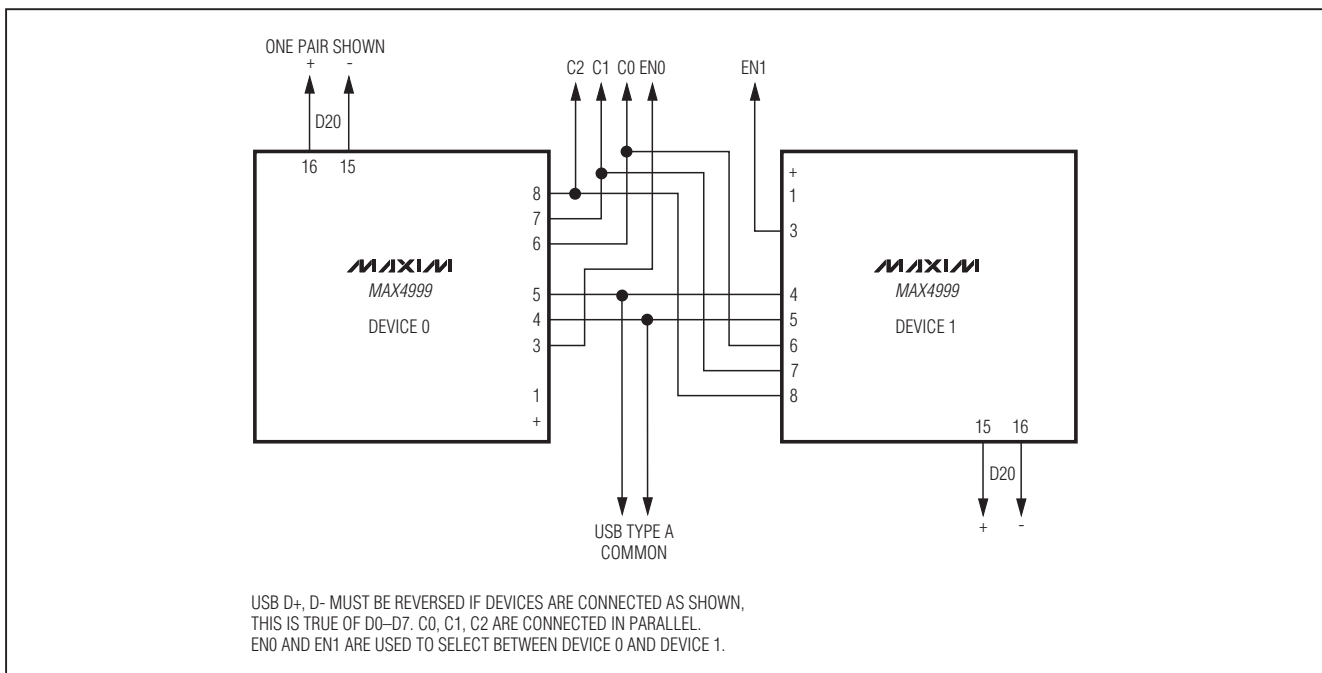 ONE PAIR SHOWN
+ -
D20
16 15
C2 C1 C0 EN0
EN1
8
7
6
5
4
3
1
+
MAXIM
MAX4999
DEVICE 0
+
1
3
4
5
6
7
8
MAXIM
MAX4999
DEVICE 1
15 16
D20
+ -
USB TYPE A
COMMON
USB D+, D- MUST BE REVERSED IF DEVICES ARE CONNECTED AS SHOWN,
THIS IS TRUE OF D0–D7. C0, C1, C2 ARE CONNECTED IN PARALLEL.
EN0 AND EN1 ARE USED TO SELECT BETWEEN DEVICE 0 AND DEVICE 1.